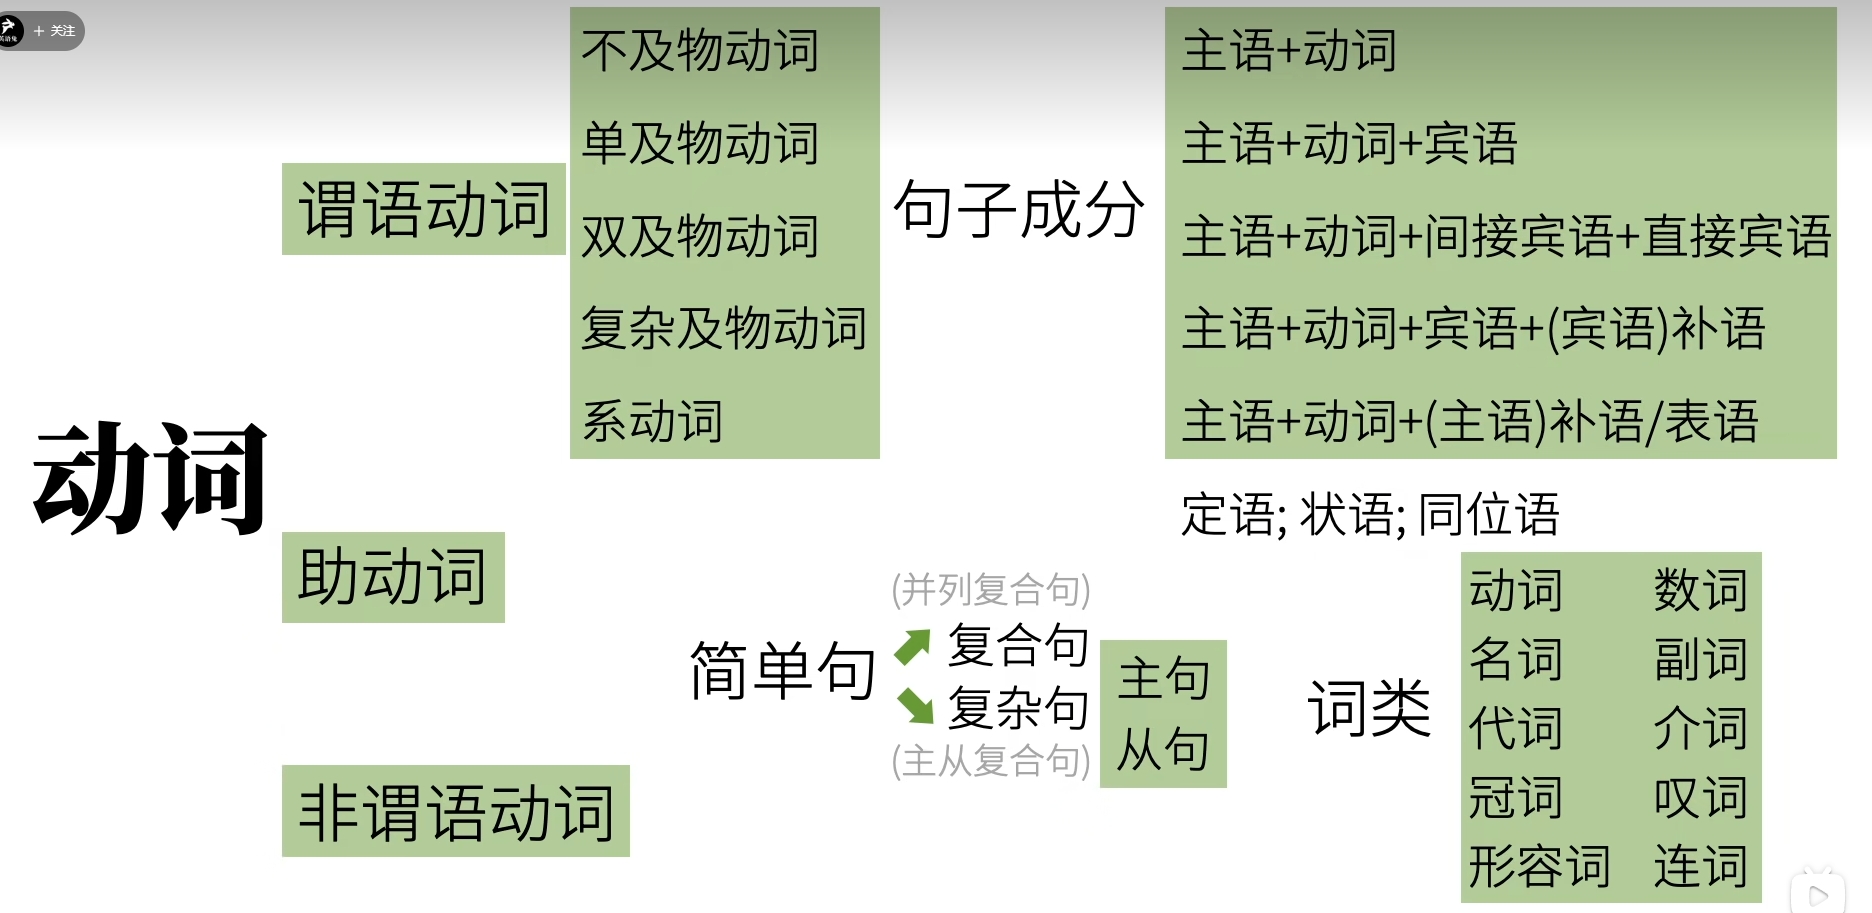 + 关注
不及物动词
单及物动词
双及物动词
复杂及物动词
系动词
主语+动词
主语+动词+宾语
主语+动词+间接宾语+直接宾语
主语+动词+宾语+(宾语)补语
主语+动词+(主语)补语/表语
谓语动词
句子成分
定语; 状语; 同位语
动词
助动词
非谓语动词
简单句
(并列复合句)
复合句
复杂句
(主从复合句)
主句
从句
词类
动词 数词
名词 副词
代词 介词
冠词 叹词
形容词 连词